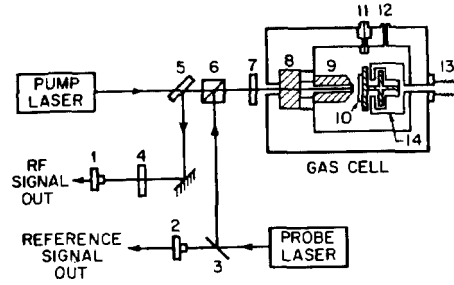 11 12
5 6 7 8 9 13
PUMP
LASER
10
14
1 4
GAS CELL
RF
SIGNAL
OUT
2
REFERENCE
SIGNAL
OUT
3
PROBE
LASER